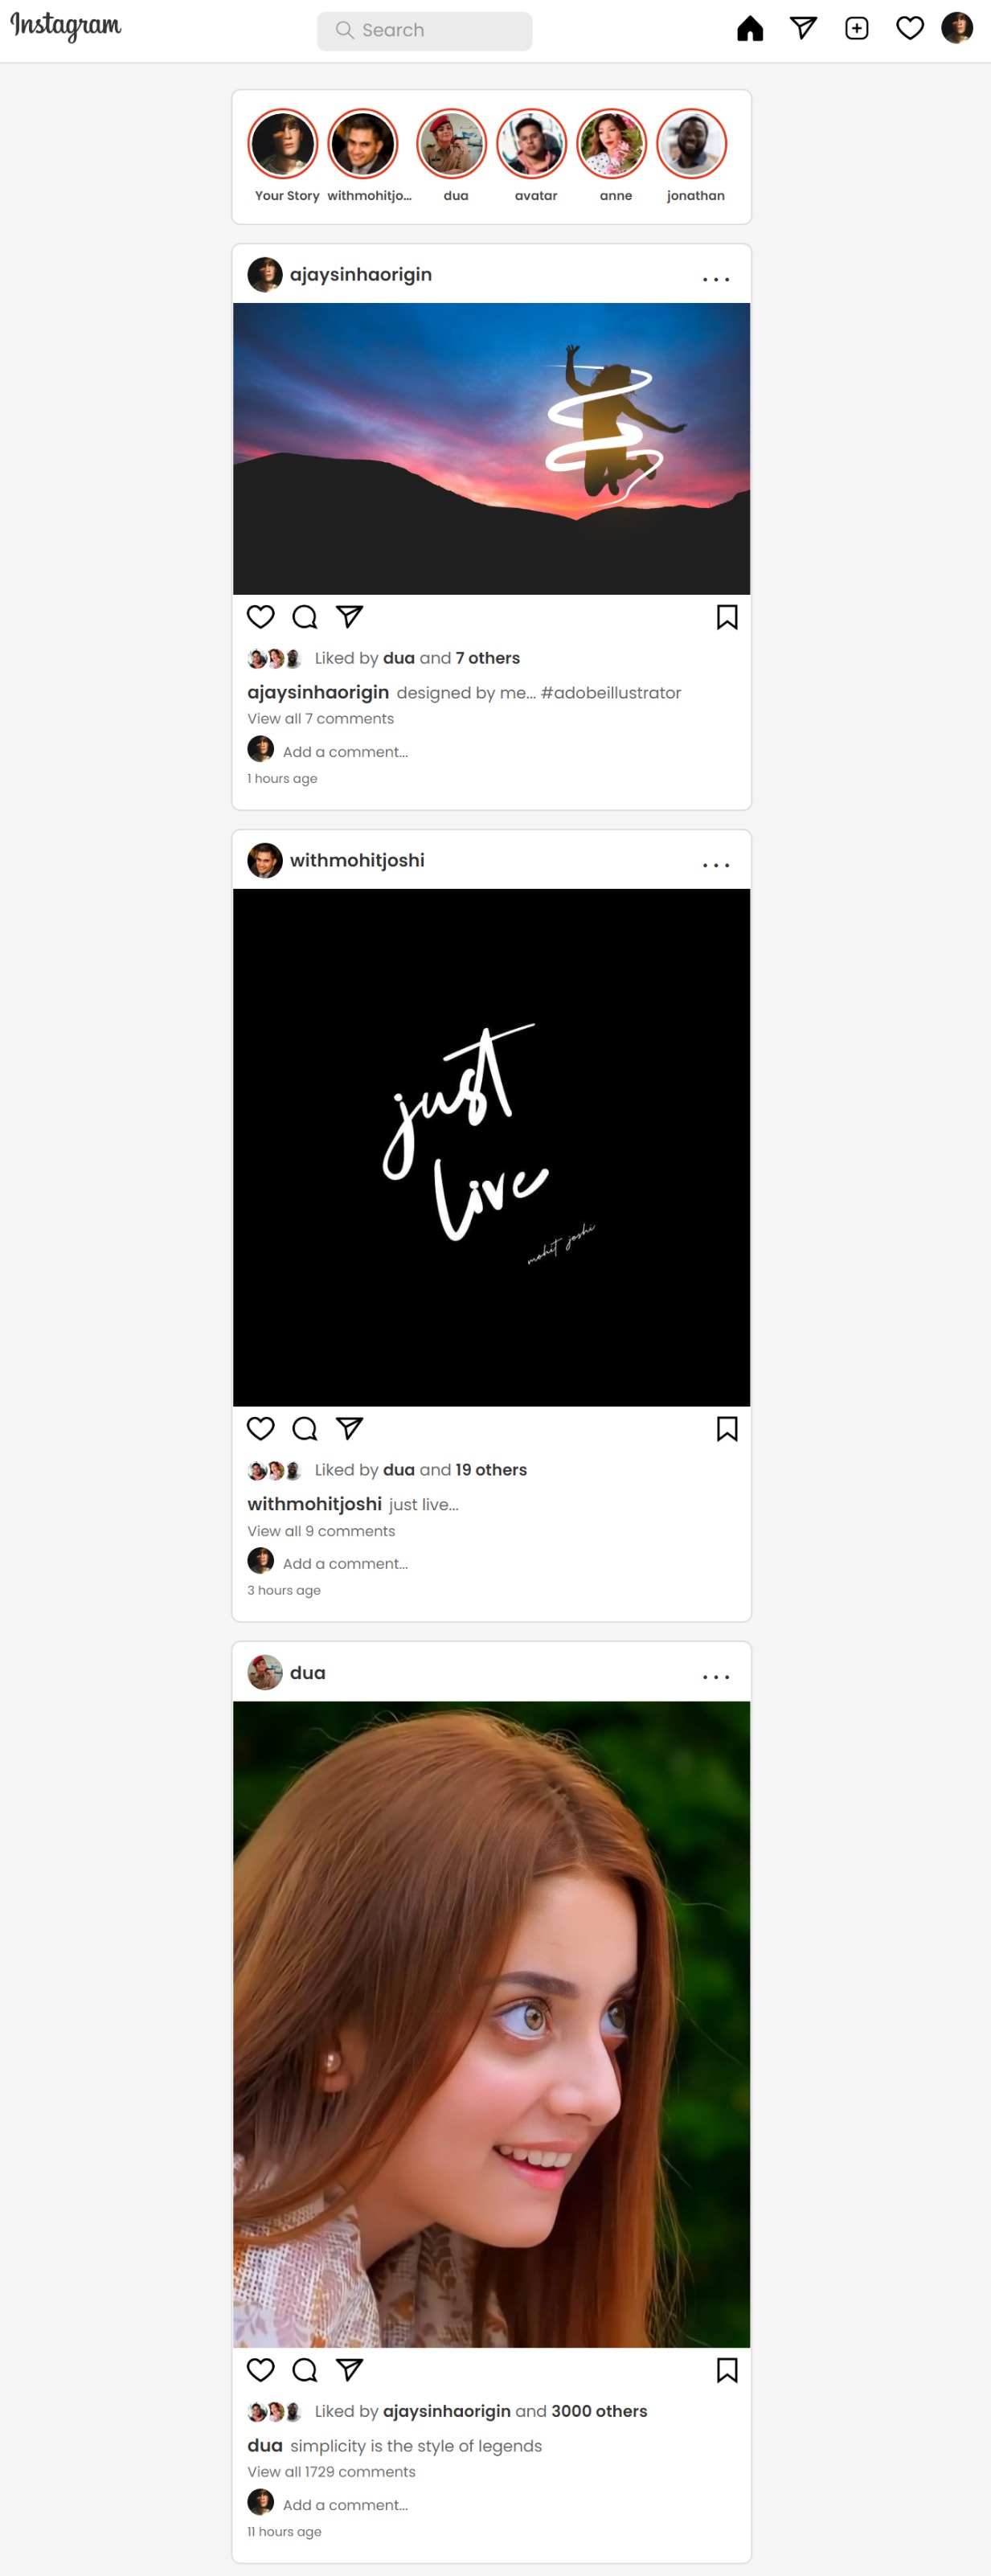 Instagram
Search
Your Story
withmohitjo...
dua
avatar
anne
jonathan
ajaysinhaorigin
...
Liked by dua and 7 others
ajaysinhaorigin designed by me... #adobeillustrator
View all 7 comments
Add a comment...
1 hours age
withmohitjoshi
...
just
live
mohit joshi
Liked by dua and 19 others
withmohitjoshi just live...
View all 9 comments
Add a comment...
3 hours age
dua
...
Liked by ajaysinhaorigin and 3000 others
dua simplicity is the style of legends
View all 1729 comments
Add a comment...
11 hours age